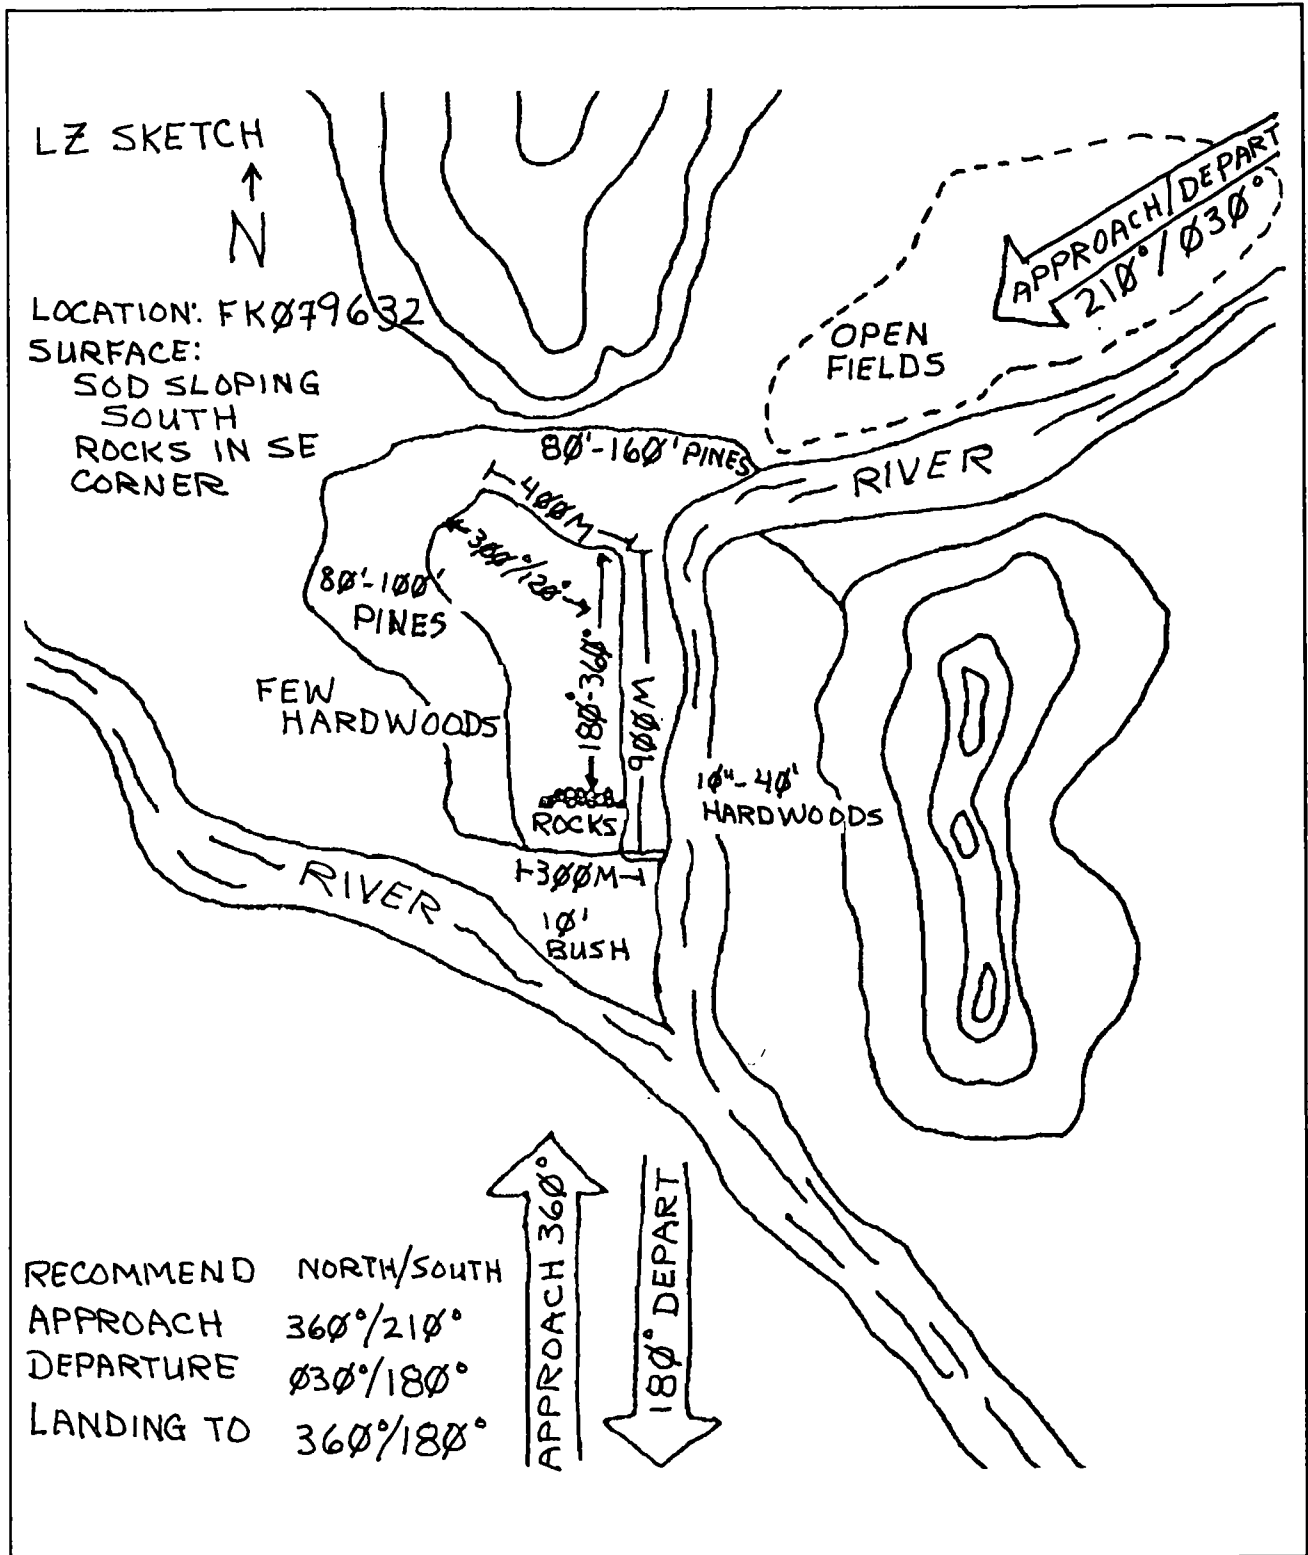 LZ SKETCH
N
LOCATION: FKØ79632
SURFACE:
SOD SLOPING
SOUTH
ROCKS IN SE
CORNER
APPROACH/DEPART
21Ø°/Ø3Ø°
OPEN
FIELDS
8Ø'-16Ø' PINES
RIVER
4ØØM
3ØØ°/12Ø°
8Ø'-1ØØ'
PINES
18Ø°-36Ø°
9ØØM
FEW
HARDWOODS
1Ø"-4Ø'
HARDWOODS
ROCKS
3ØØM
RIVER
1Ø'
BUSH
APPROACH 36Ø°
18Ø° DEPART
RECOMMEND NORTH/SOUTH
APPROACH 36Ø°/21Ø°
DEPARTURE Ø3Ø°/18Ø°
LANDING TO 36Ø°/18Ø°